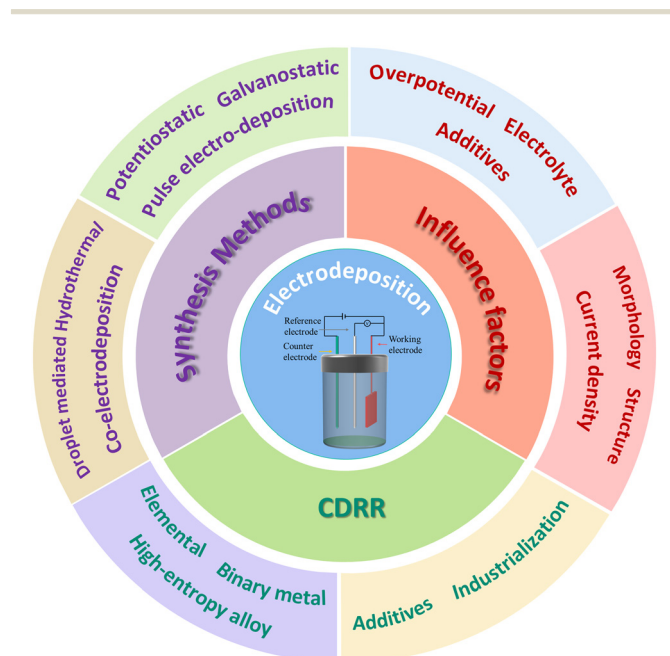 Potentiostatic Galvanostatic
Pulse electro-deposition
Overpotential Electrolyte
Additives
Synthesis Methods
Influence factors
Droplet mediated Hydrothermal/
Co-electrodeposition
Morphology Structure
Current density
Electrodeposition
Reference
electrode
V
Counter
electrode
Working
electrode
CDRR
Elemental Binary metal
High-entropy alloy
Additives Industrialization